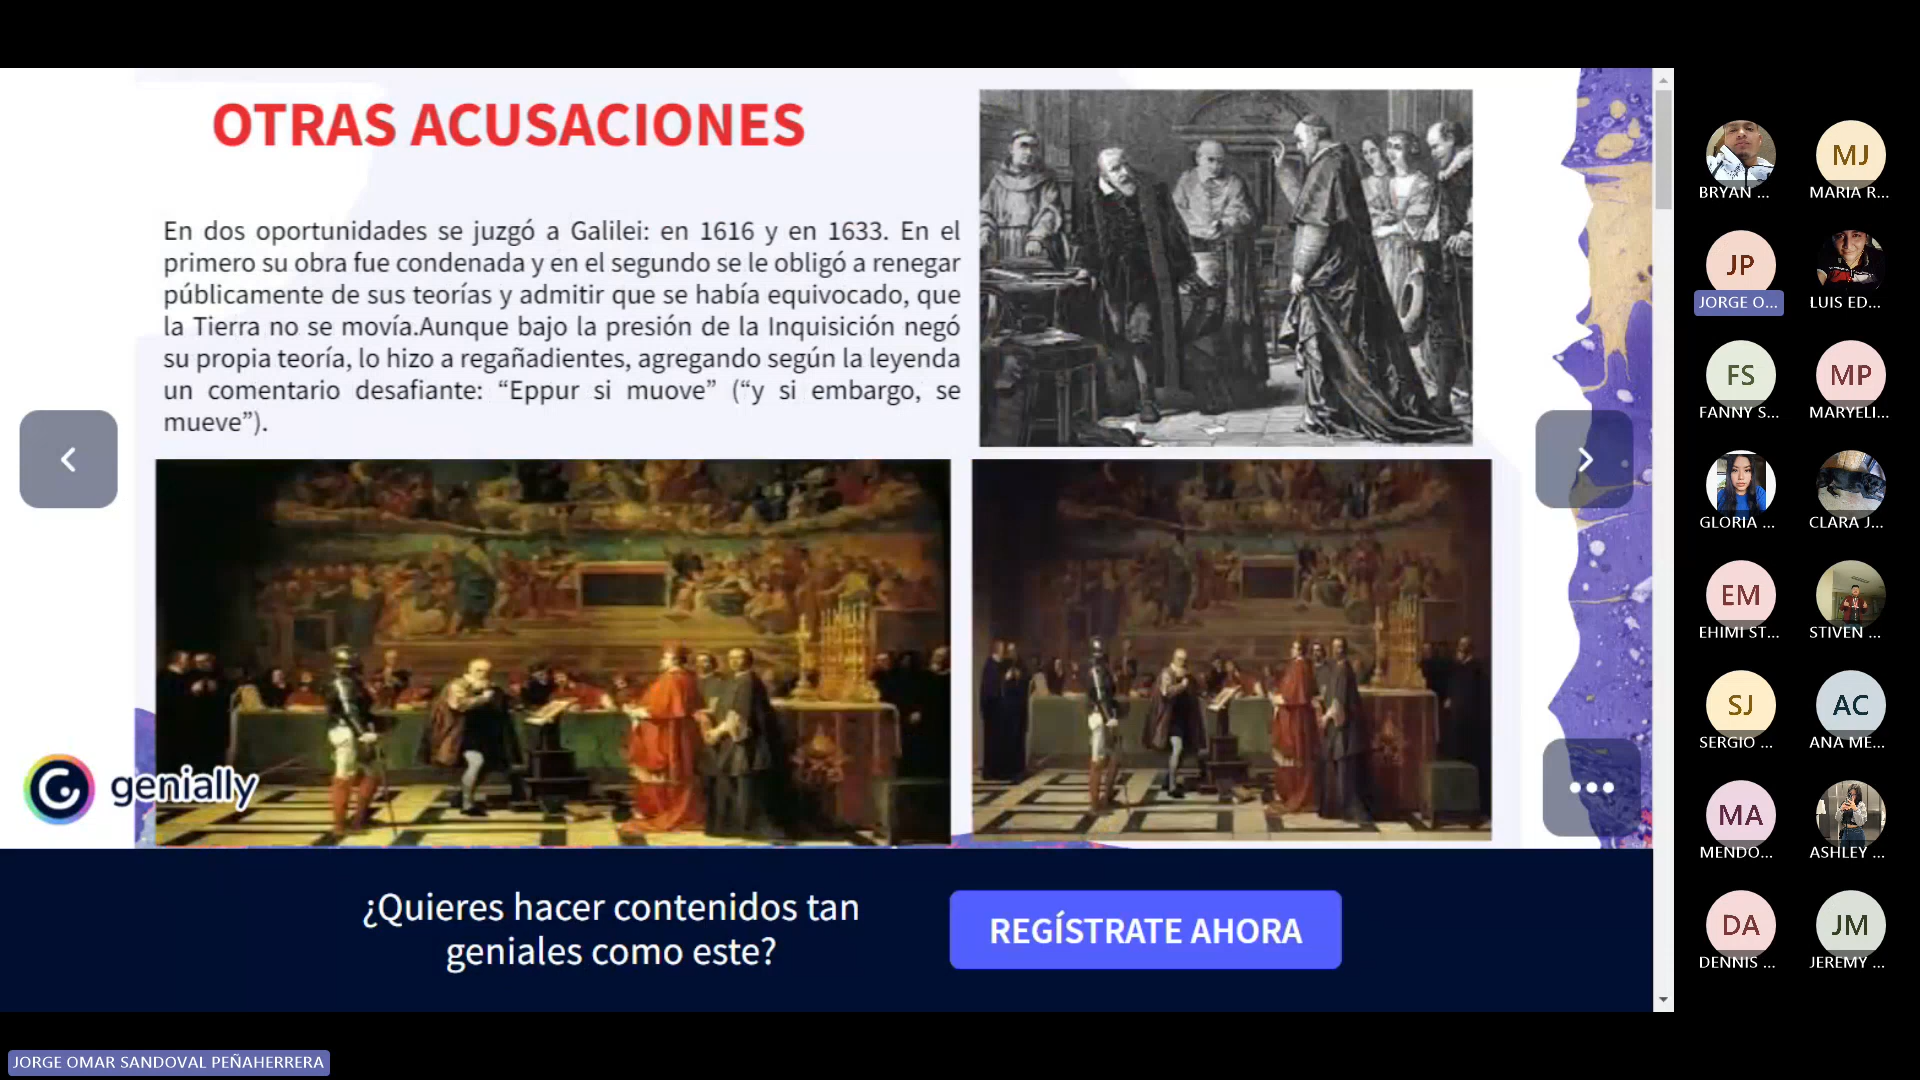 OTRAS ACUSACIONES
En dos oportunidades se juzgó a Galilei: en 1616 y en 1633. En el
primero su obra fue condenada y en el segundo se le obligó a renegar
públicamente de sus teorías y admitir que se había equivocado, que
la Tierra no se movía.Aunque bajo la presión de la Inquisición negó
su propia teoría, lo hizo a regañadientes, agregando según la leyenda
un comentario desafiante: “Eppur si muove” (“y si embargo, se
mueve”).
genially
¿Quieres hacer contenidos tan
geniales como este?
REGÍSTRATE AHORA
BRYAN ...
MJ
MARIA R...
JP
JORGE O...
LUIS ED...
FS
FANNY S...
MP
MARYELI...
GLORIA ...
CLARA J...
EM
EHIMI ST...
STIVEN ...
SJ
SERGIO ...
AC
ANA ME...
MA
MENDO...
ASHLEY ...
DA
DENNIS ...
JM
JEREMY ...
JORGE OMAR SANDOVAL PEÑAHERRERA